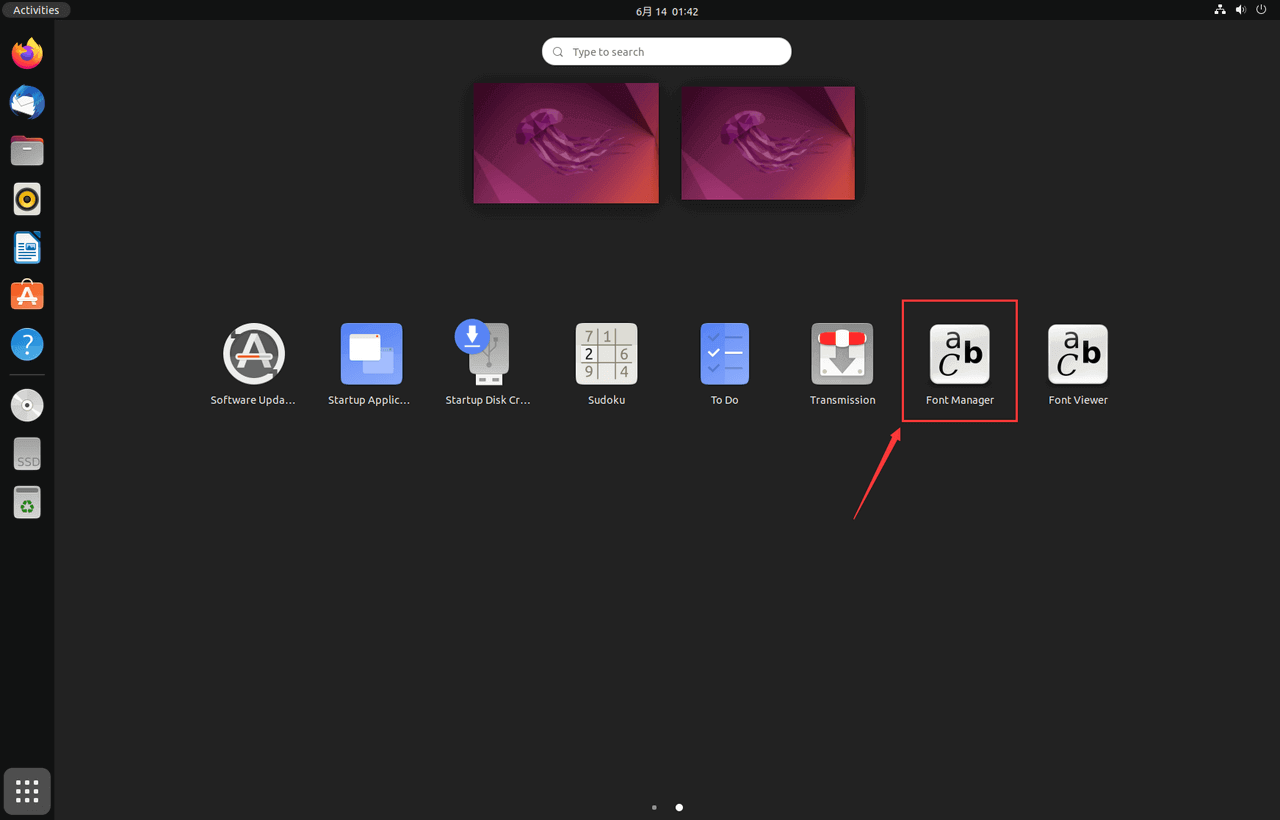 Activities
6月 14 01:42
Type to search
7 1
2 6
9 4
a
b
C
a
b
C
Software Upda...
Startup Applic...
Startup Disk Cr...
Sudoku
To Do
Transmission
Font Manager
Font Viewer
?
SSD